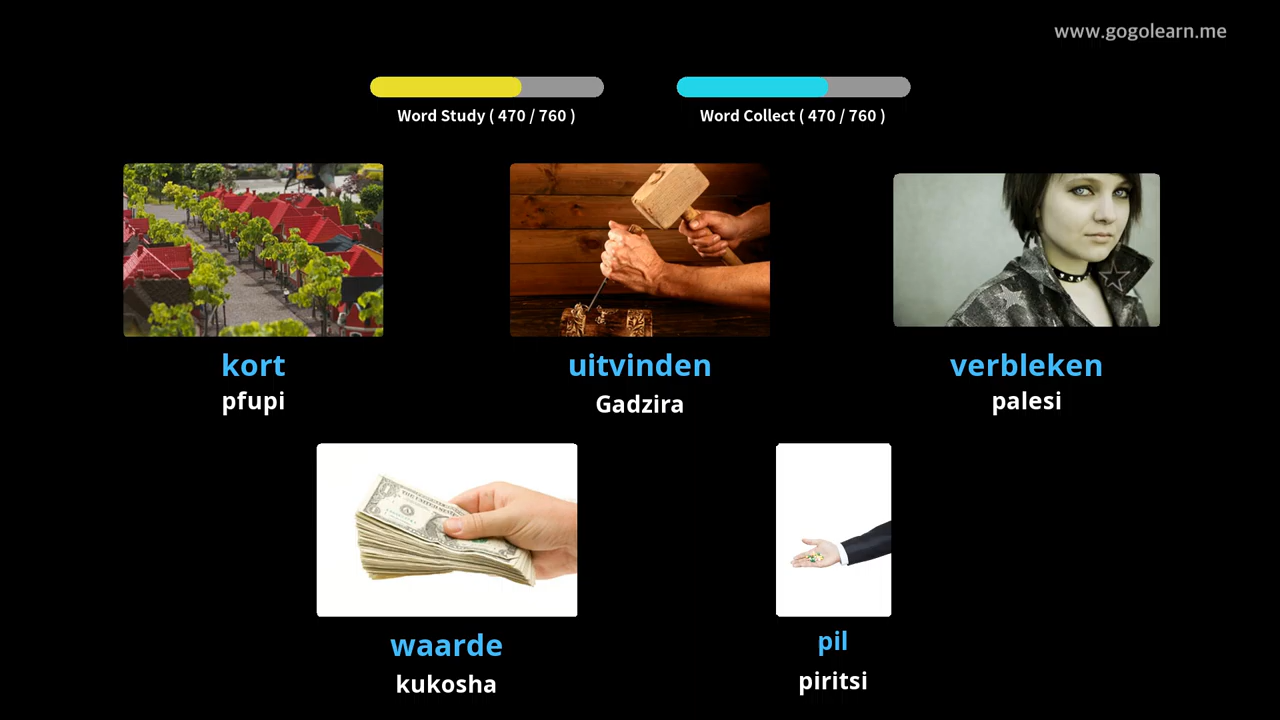 www.gogolearn.me
Word Study ( 470 / 760 )
Word Collect ( 470 / 760 )
kort
pfupi
uitvinden
Gadzira
verbleken
palesi
waarde
kukosha
pil
piritsi